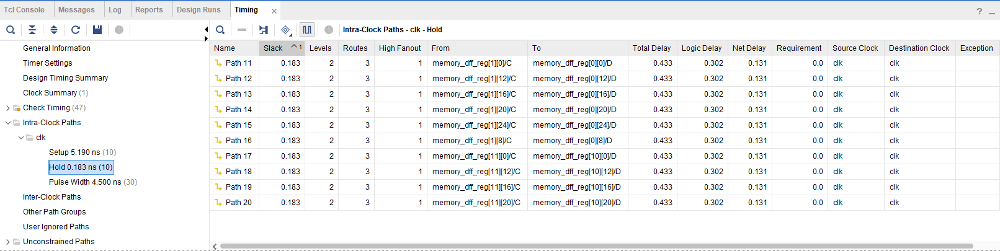 Tcl Console Messages Log Reports Design Runs Timing × ? _
Intra-Clock Paths - clk - Hold
General Information
Timer Settings
Design Timing Summary
Clock Summary (1)
Check Timing (47)
Intra-Clock Paths
clk
Setup 5.190 ns (10)
Hold 0.183 ns (10)
Pulse Width 4.500 ns (30)
Inter-Clock Paths
Other Path Groups
User Ignored Paths
Unconstrained Paths
Name Slack 1 Levels Routes High Fanout From To Total Delay Logic Delay Net Delay Requirement Source Clock Destination Clock Exception
Path 11 0.183 2 3 1 memory_dff_reg[1][0]/C memory_dff_reg[0][0]/D 0.433 0.302 0.131 0.0 clk clk
Path 12 0.183 2 3 1 memory_dff_reg[1][12]/C memory_dff_reg[0][12]/D 0.433 0.302 0.131 0.0 clk clk
Path 13 0.183 2 3 1 memory_dff_reg[1][16]/C memory_dff_reg[0][16]/D 0.433 0.302 0.131 0.0 clk clk
Path 14 0.183 2 3 1 memory_dff_reg[1][20]/C memory_dff_reg[0][20]/D 0.433 0.302 0.131 0.0 clk clk
Path 15 0.183 2 3 1 memory_dff_reg[1][24]/C memory_dff_reg[0][24]/D 0.433 0.302 0.131 0.0 clk clk
Path 16 0.183 2 3 1 memory_dff_reg[1][8]/C memory_dff_reg[0][8]/D 0.433 0.302 0.131 0.0 clk clk
Path 17 0.183 2 3 1 memory_dff_reg[11][0]/C memory_dff_reg[10][0]/D 0.433 0.302 0.131 0.0 clk clk
Path 18 0.183 2 3 1 memory_dff_reg[11][12]/C memory_dff_reg[10][12]/D 0.433 0.302 0.131 0.0 clk clk
Path 19 0.183 2 3 1 memory_dff_reg[11][16]/C memory_dff_reg[10][16]/D 0.433 0.302 0.131 0.0 clk clk
Path 20 0.183 2 3 1 memory_dff_reg[11][20]/C memory_dff_reg[10][20]/D 0.433 0.302 0.131 0.0 clk clk